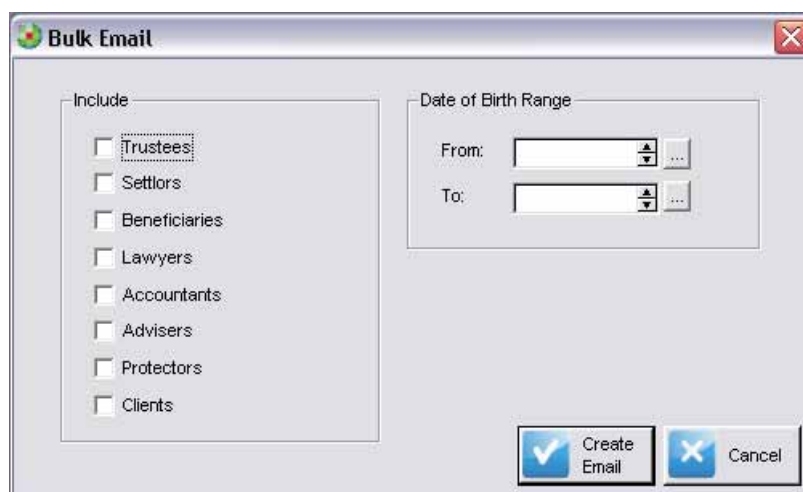 Bulk Email
Include
Trustees
Settlors
Beneficiaries
Lawyers
Accountants
Advisers
Protectors
Clients
Date of Birth Range
From:
...
To:
...
Create
Email
Cancel